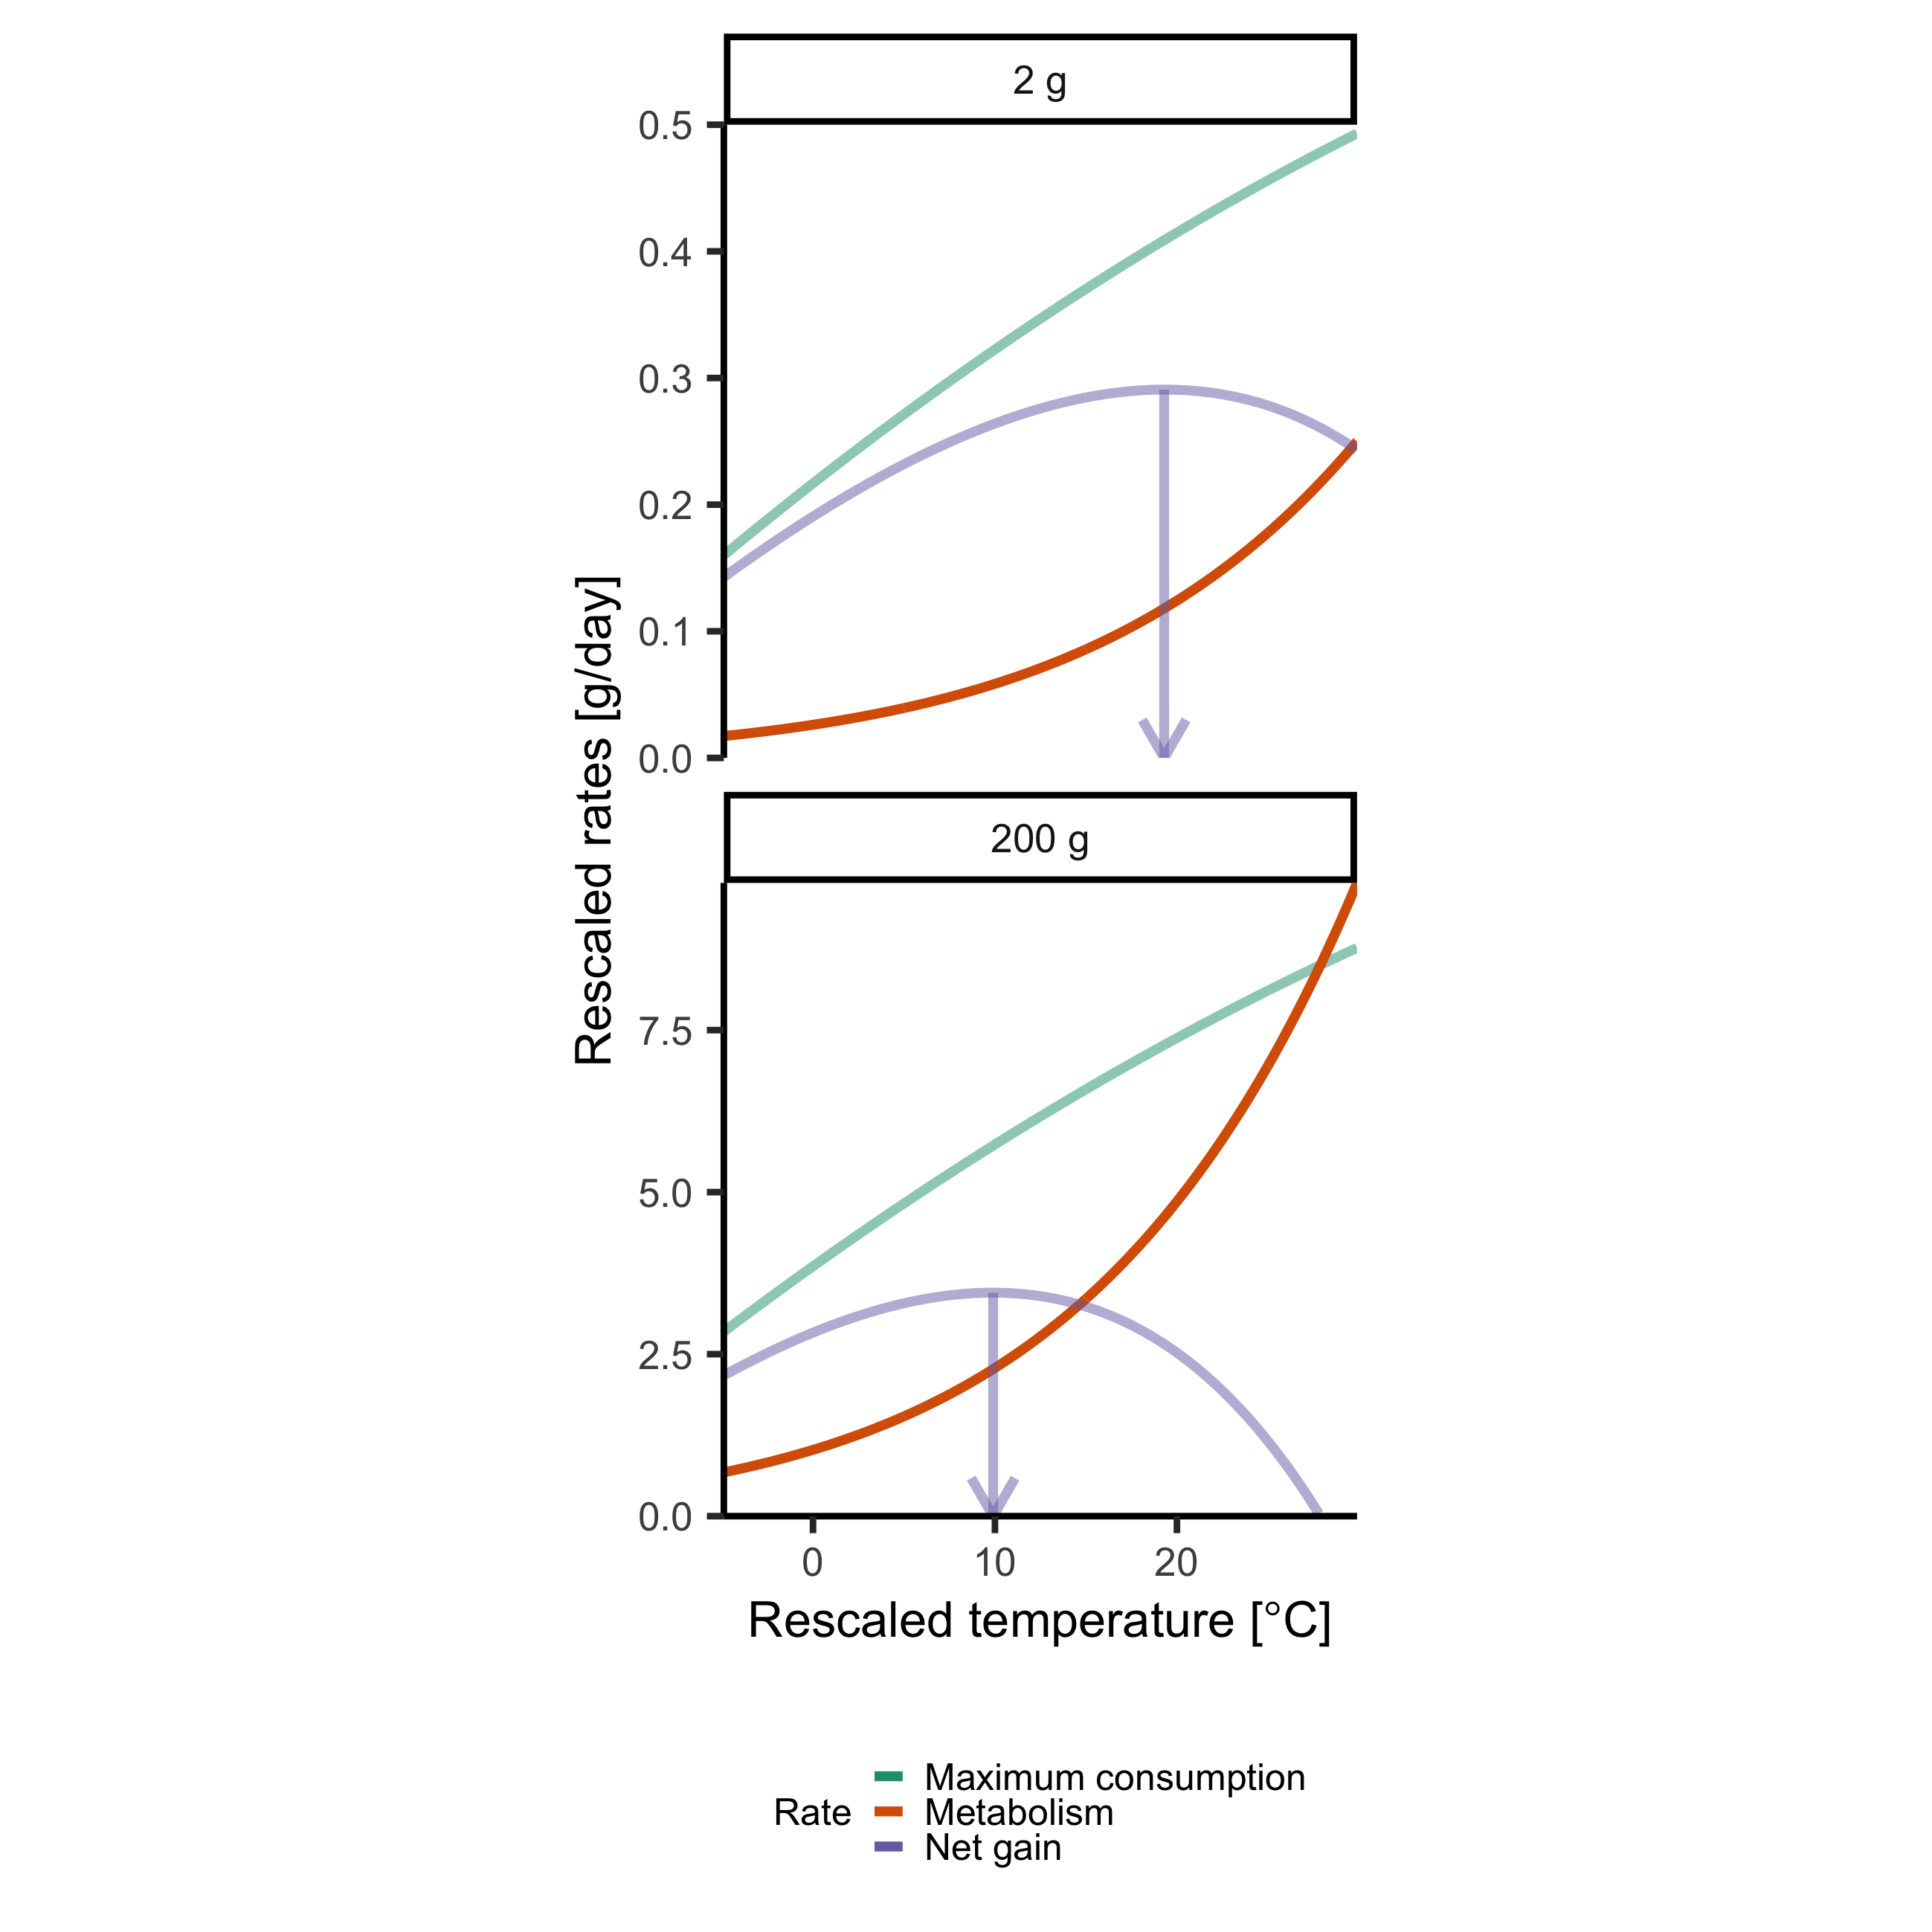 2 g
0.5
0.4
0.3
0.2
0.1
0.0
200 g
7.5
5.0
2.5
0.0
Rescaled rates [g/day]
0 10 20
Rescaled temperature [°C]
Rate
Maximum consumption
Metabolism
Net gain